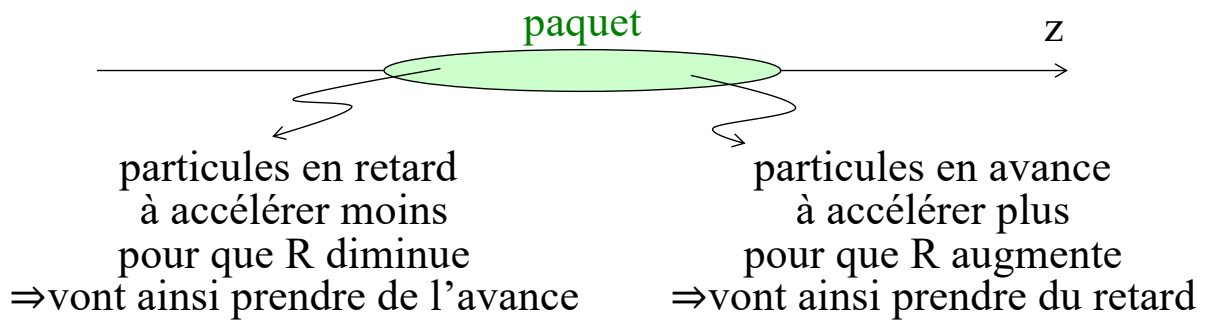 paquet
z
particules en retard
à accélérer moins
pour que R diminue
⇒vont ainsi prendre de l’avance
particules en avance
à accélérer plus
pour que R augmente
⇒vont ainsi prendre du retard